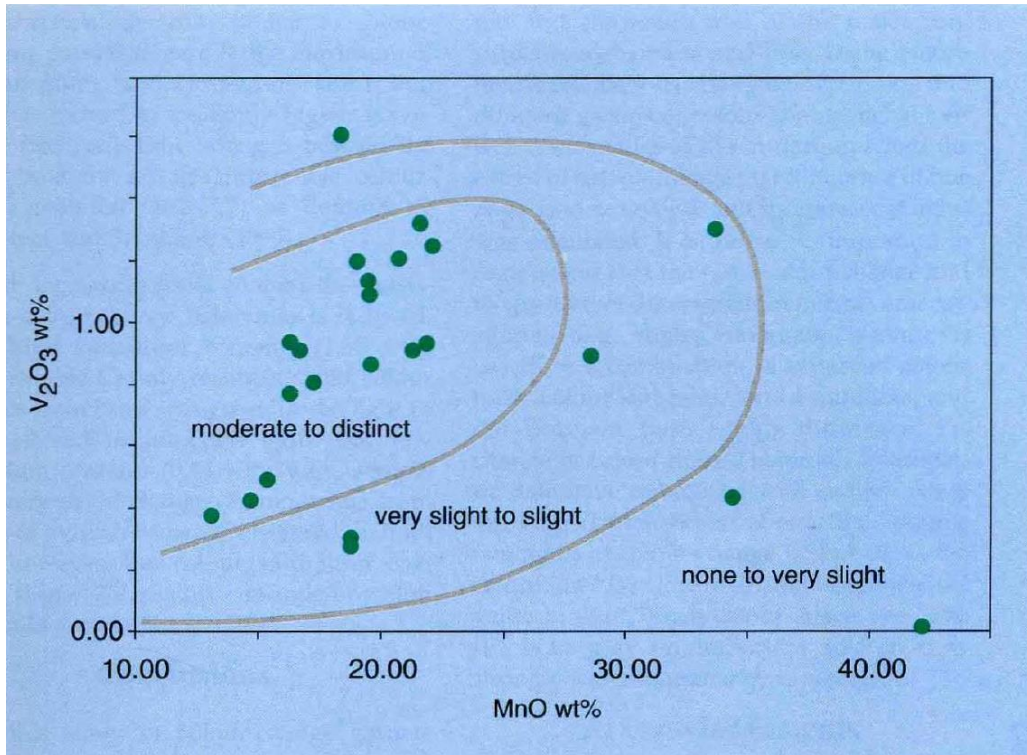 V₂O₃ wt%
1.00
0.00
moderate to distinct
very slight to slight
none to very slight
10.00 20.00 30.00 40.00
MnO wt%